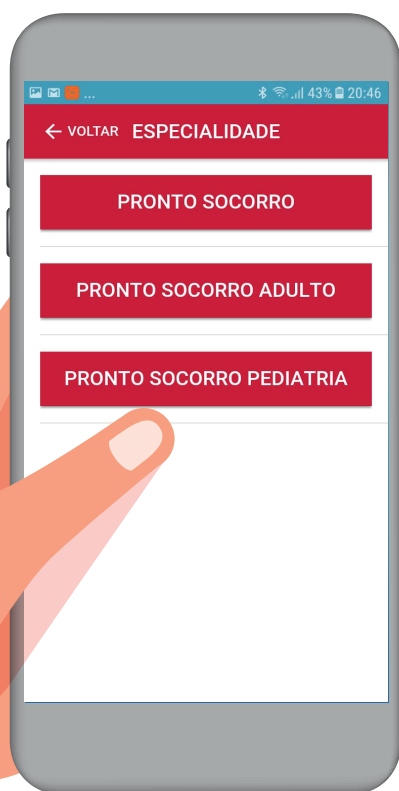 ... 43% 20:46
← VOLTAR ESPECIALIDADE
PRONTO SOCORRO
PRONTO SOCORRO ADULTO
PRONTO SOCORRO PEDIATRIA